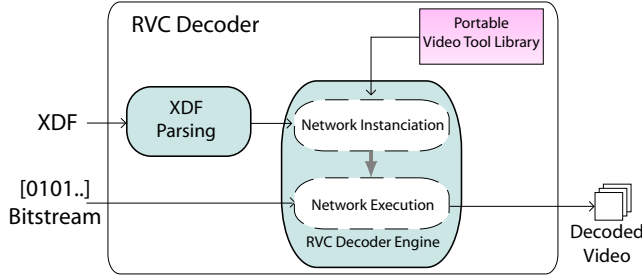 RVC Decoder
Portable
Video Tool Library
XDF
XDF
Parsing
Network Instanciation
[0101..]
Bitstream
Network Execution
RVC Decoder Engine
Decoded
Video